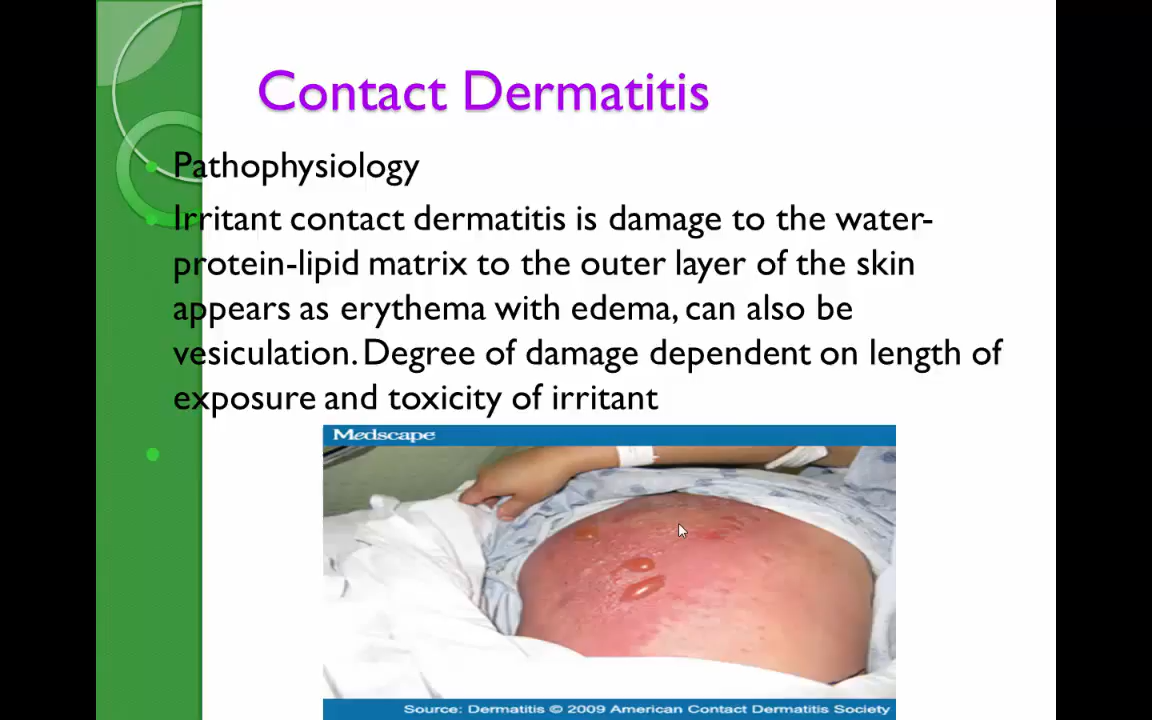 Contact Dermatitis
Pathophysiology
Irritant contact dermatitis is damage to the water-
protein-lipid matrix to the outer layer of the skin
appears as erythema with edema, can also be
vesiculation. Degree of damage dependent on length of
exposure and toxicity of irritant
Medscape
Source: Dermatitis © 2009 American Contact Dermatitis Society